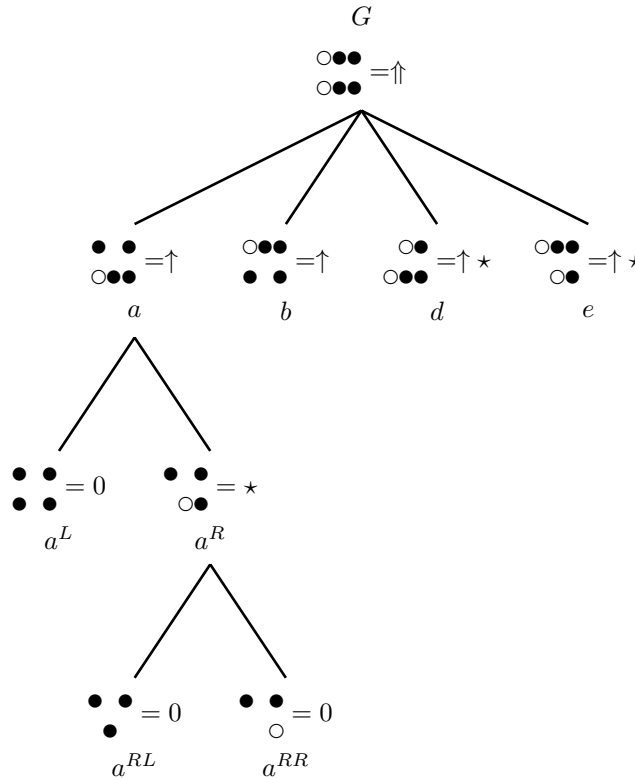 G
○●● =⇑
○●●
● ● =↑ ○●● =↑ ○● =↑⋆ ○●● =↑⋆
○●● ● ● ○●● ○●
a b d e
● ● = 0 ● ● = ⋆
● ● ○●
a^L a^R
● ● = 0 ● ● = 0
● ○
a^{RL} a^{RR}